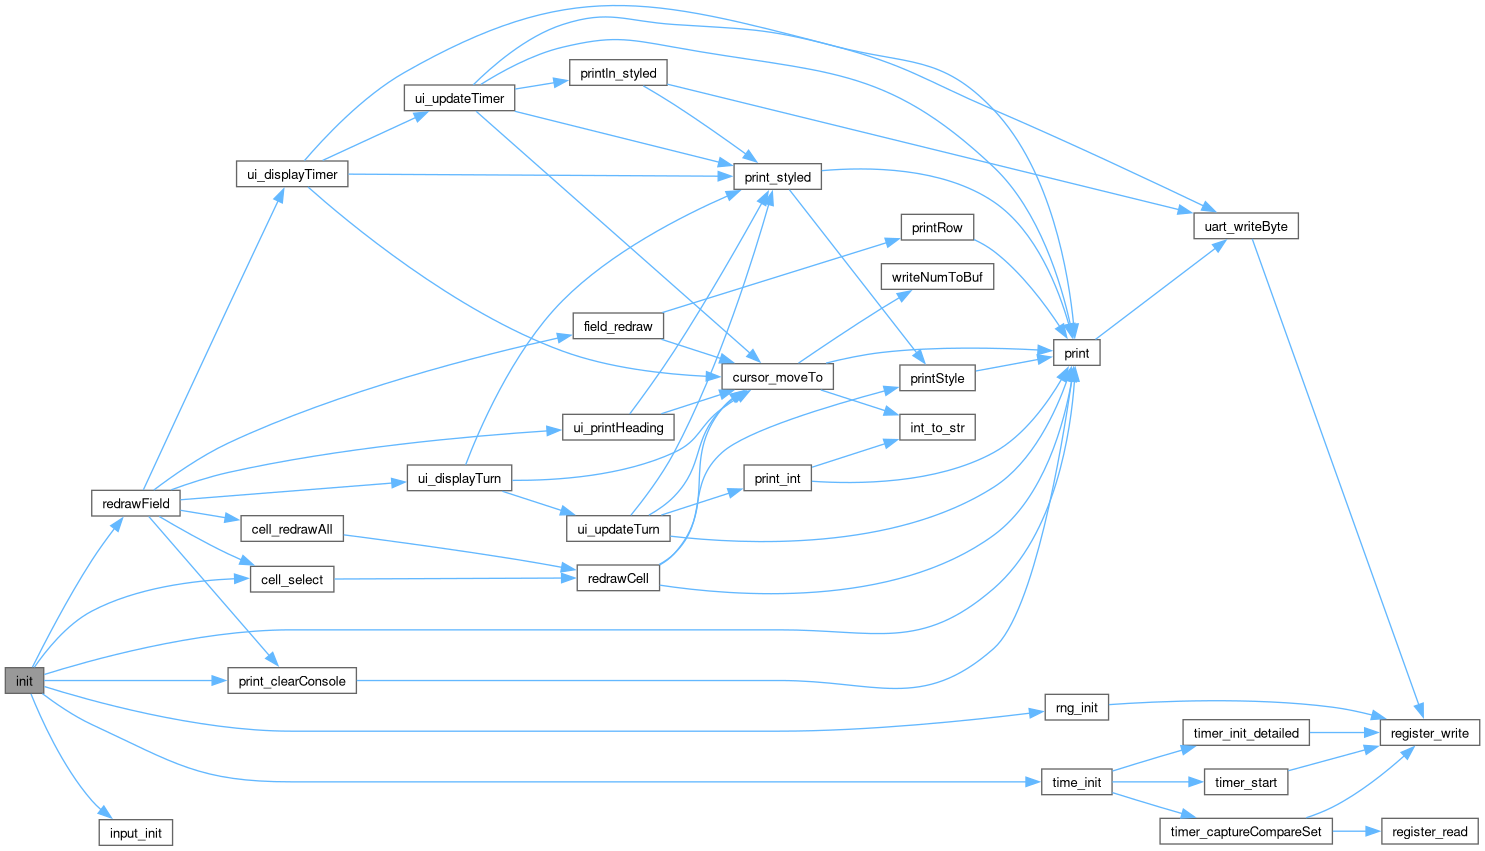 println_styled
ui_updateTimer
ui_displayTimer
print_styled
printRow
uart_writeByte
writeNumToBuf
field_redraw
print
cursor_moveTo
printStyle
ui_printHeading
int_to_str
ui_displayTurn
print_int
redrawField
cell_redrawAll
ui_updateTurn
cell_select
redrawCell
init
print_clearConsole
rng_init
timer_init_detailed
register_write
time_init
timer_start
input_init
timer_captureCompareSet
register_read